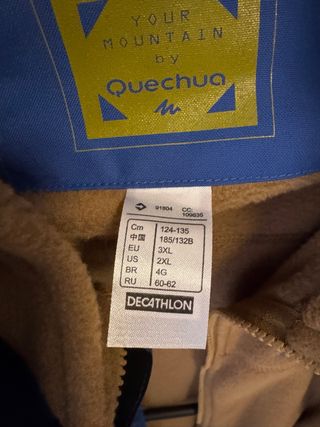 YOUR
MOUNTAIN
by
Quechua
91804 CC: 109635
Cm 124-135
中国 185/132B
EU 3XL
US 2XL
BR 4G
RU 60-62
DECATHLON